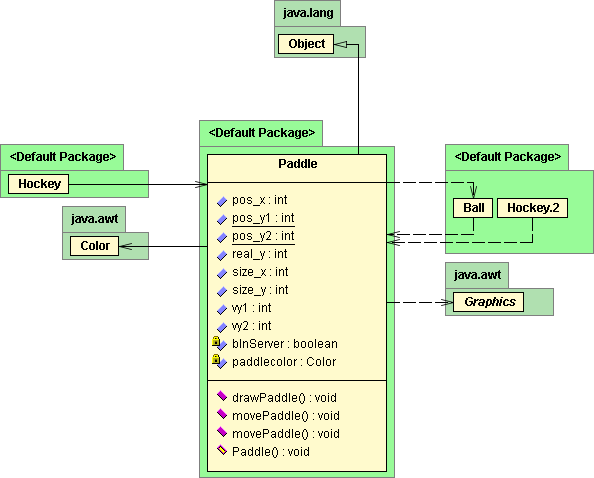 java.lang
Object
<Default Package>
Paddle
pos_x : int
pos_y1 : int
pos_y2 : int
real_y : int
size_x : int
size_y : int
vy1 : int
vy2 : int
blnServer : boolean
paddlecolor : Color
drawPaddle() : void
movePaddle() : void
movePaddle() : void
Paddle() : void
<Default Package>
Hockey
java.awt
Color
<Default Package>
Ball
Hockey.2
java.awt
Graphics